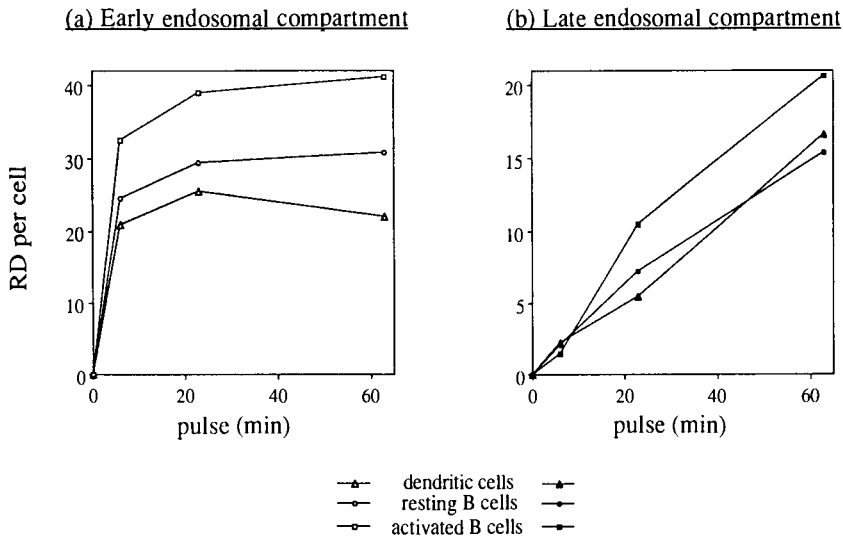 (a) Early endosomal compartment
(b) Late endosomal compartment
RD per cell
40
30
20
10
0
0
20
40
60
pulse (min)
20
15
10
5
0
0
20
40
60
pulse (min)
dendritic cells
resting B cells
activated B cells